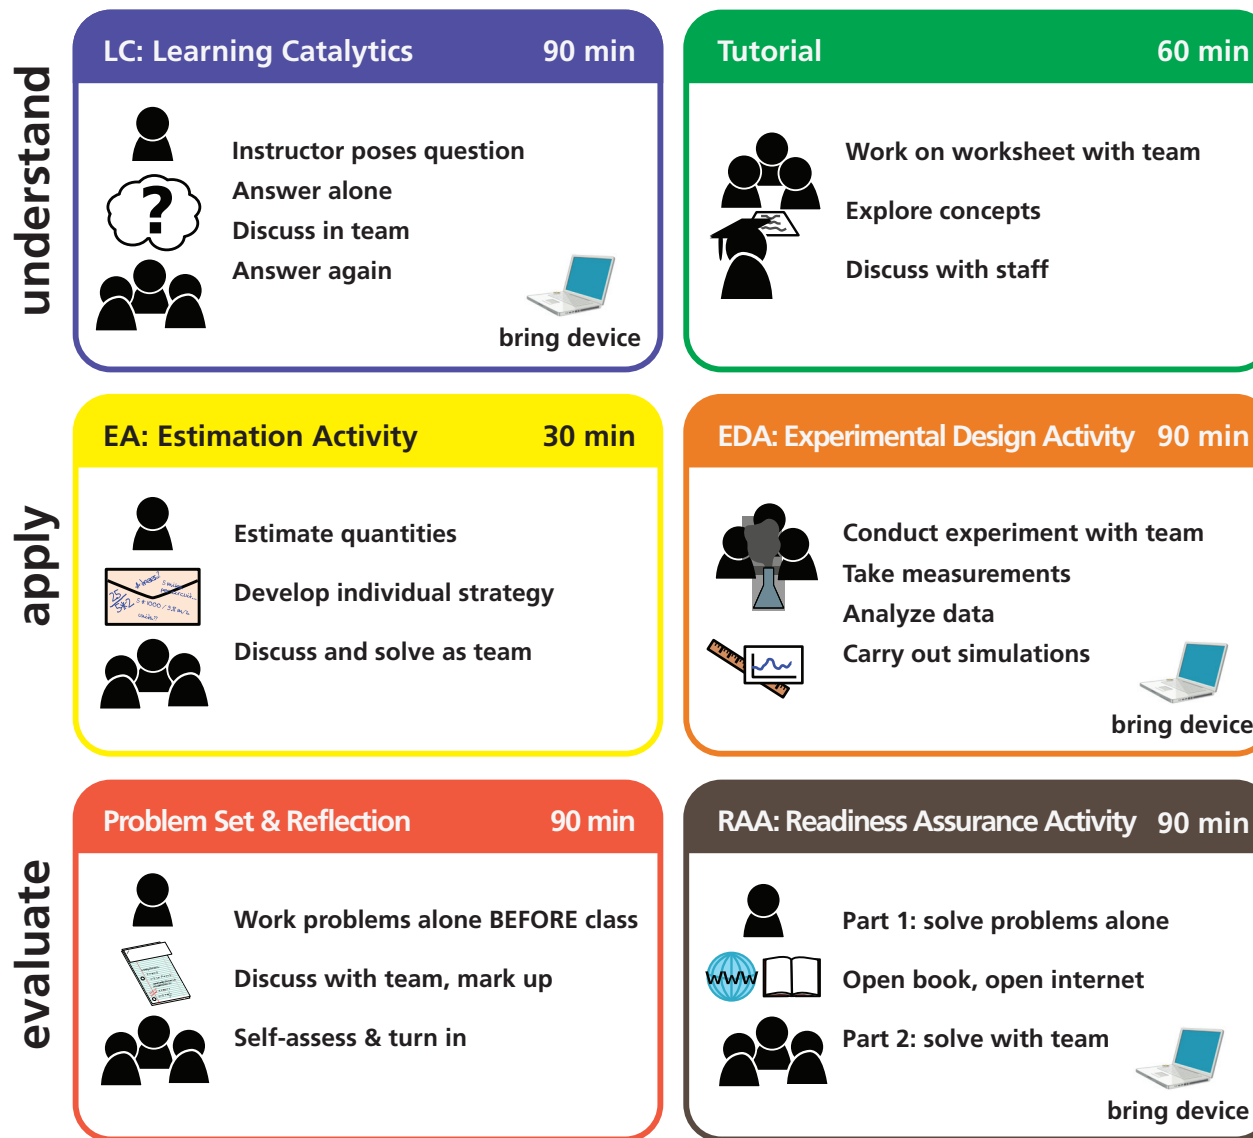 understand
LC: Learning Catalytics 90 min
Instructor poses question
Answer alone
Discuss in team
Answer again
?
bring device
Tutorial 60 min
Work on worksheet with team
Explore concepts
Discuss with staff
apply
EA: Estimation Activity 30 min
Estimate quantities
Develop individual strategy
Discuss and solve as team
EDA: Experimental Design Activity 90 min
Conduct experiment with team
Take measurements
Analyze data
Carry out simulations
bring device
evaluate
Problem Set & Reflection 90 min
Work problems alone BEFORE class
Discuss with team, mark up
Self-assess & turn in
RAA: Readiness Assurance Activity 90 min
Part 1: solve problems alone
www
Open book, open internet
Part 2: solve with team
bring device